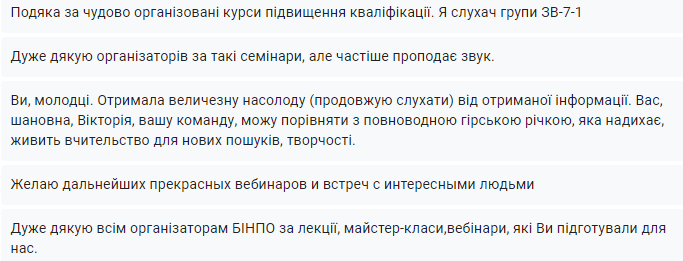 Подяка за чудово організовані курси підвищення кваліфікації. Я слухач групи ЗВ-7-1
Дуже дякую організаторів за такі семінари, але частіше проподає звук.
Ви, молодці. Отримала величезну насолоду (продовжую слухати) від отриманої інформації. Вас,
шановна, Вікторія, вашу команду, можу порівняти з повноводною гірською річкою, яка надихає,
живить вчительство для нових пошуків, творчості.
Желаю дальнейших прекрасных вебинаров и встреч с интересными людьми
Дуже дякую всім організаторам БІНПО за лекції, майстер-класи,вебінари, які Ви підготували для
нас.